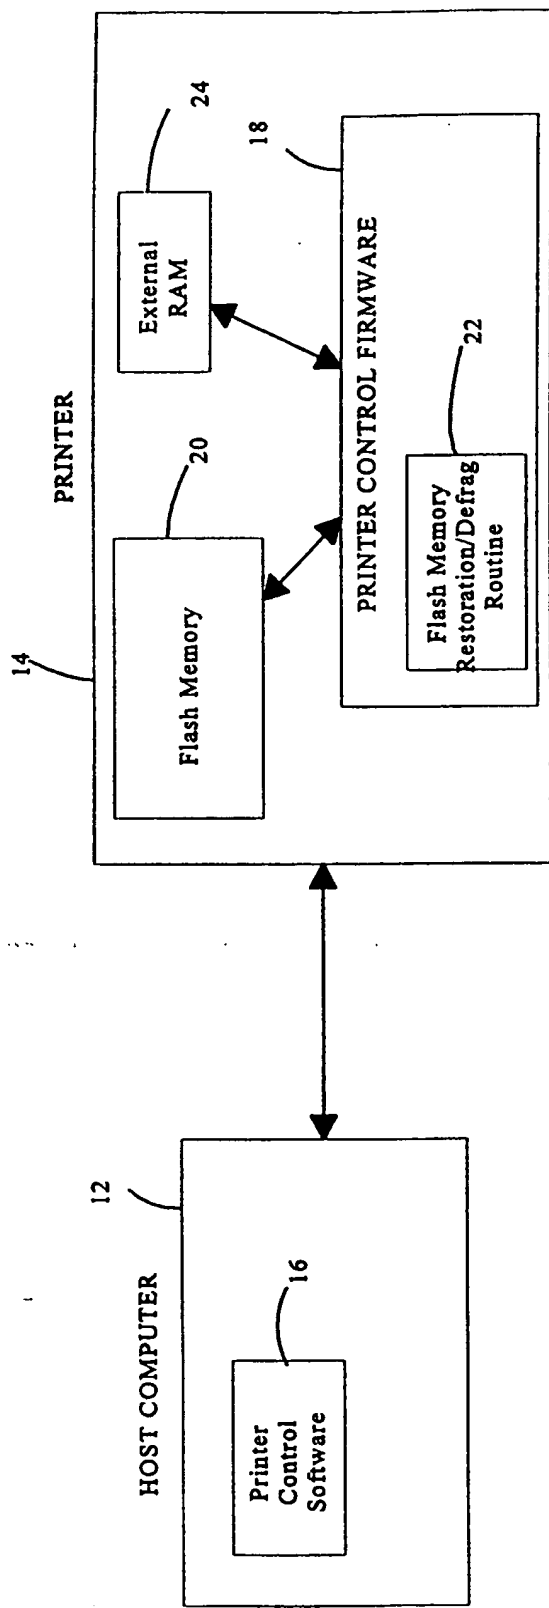 HOST COMPUTER
12
Printer
Control
Software
16
PRINTER
14
Flash Memory
20
External
RAM
24
PRINTER CONTROL FIRMWARE
18
Flash Memory
Restoration/Defrag
Routine
22